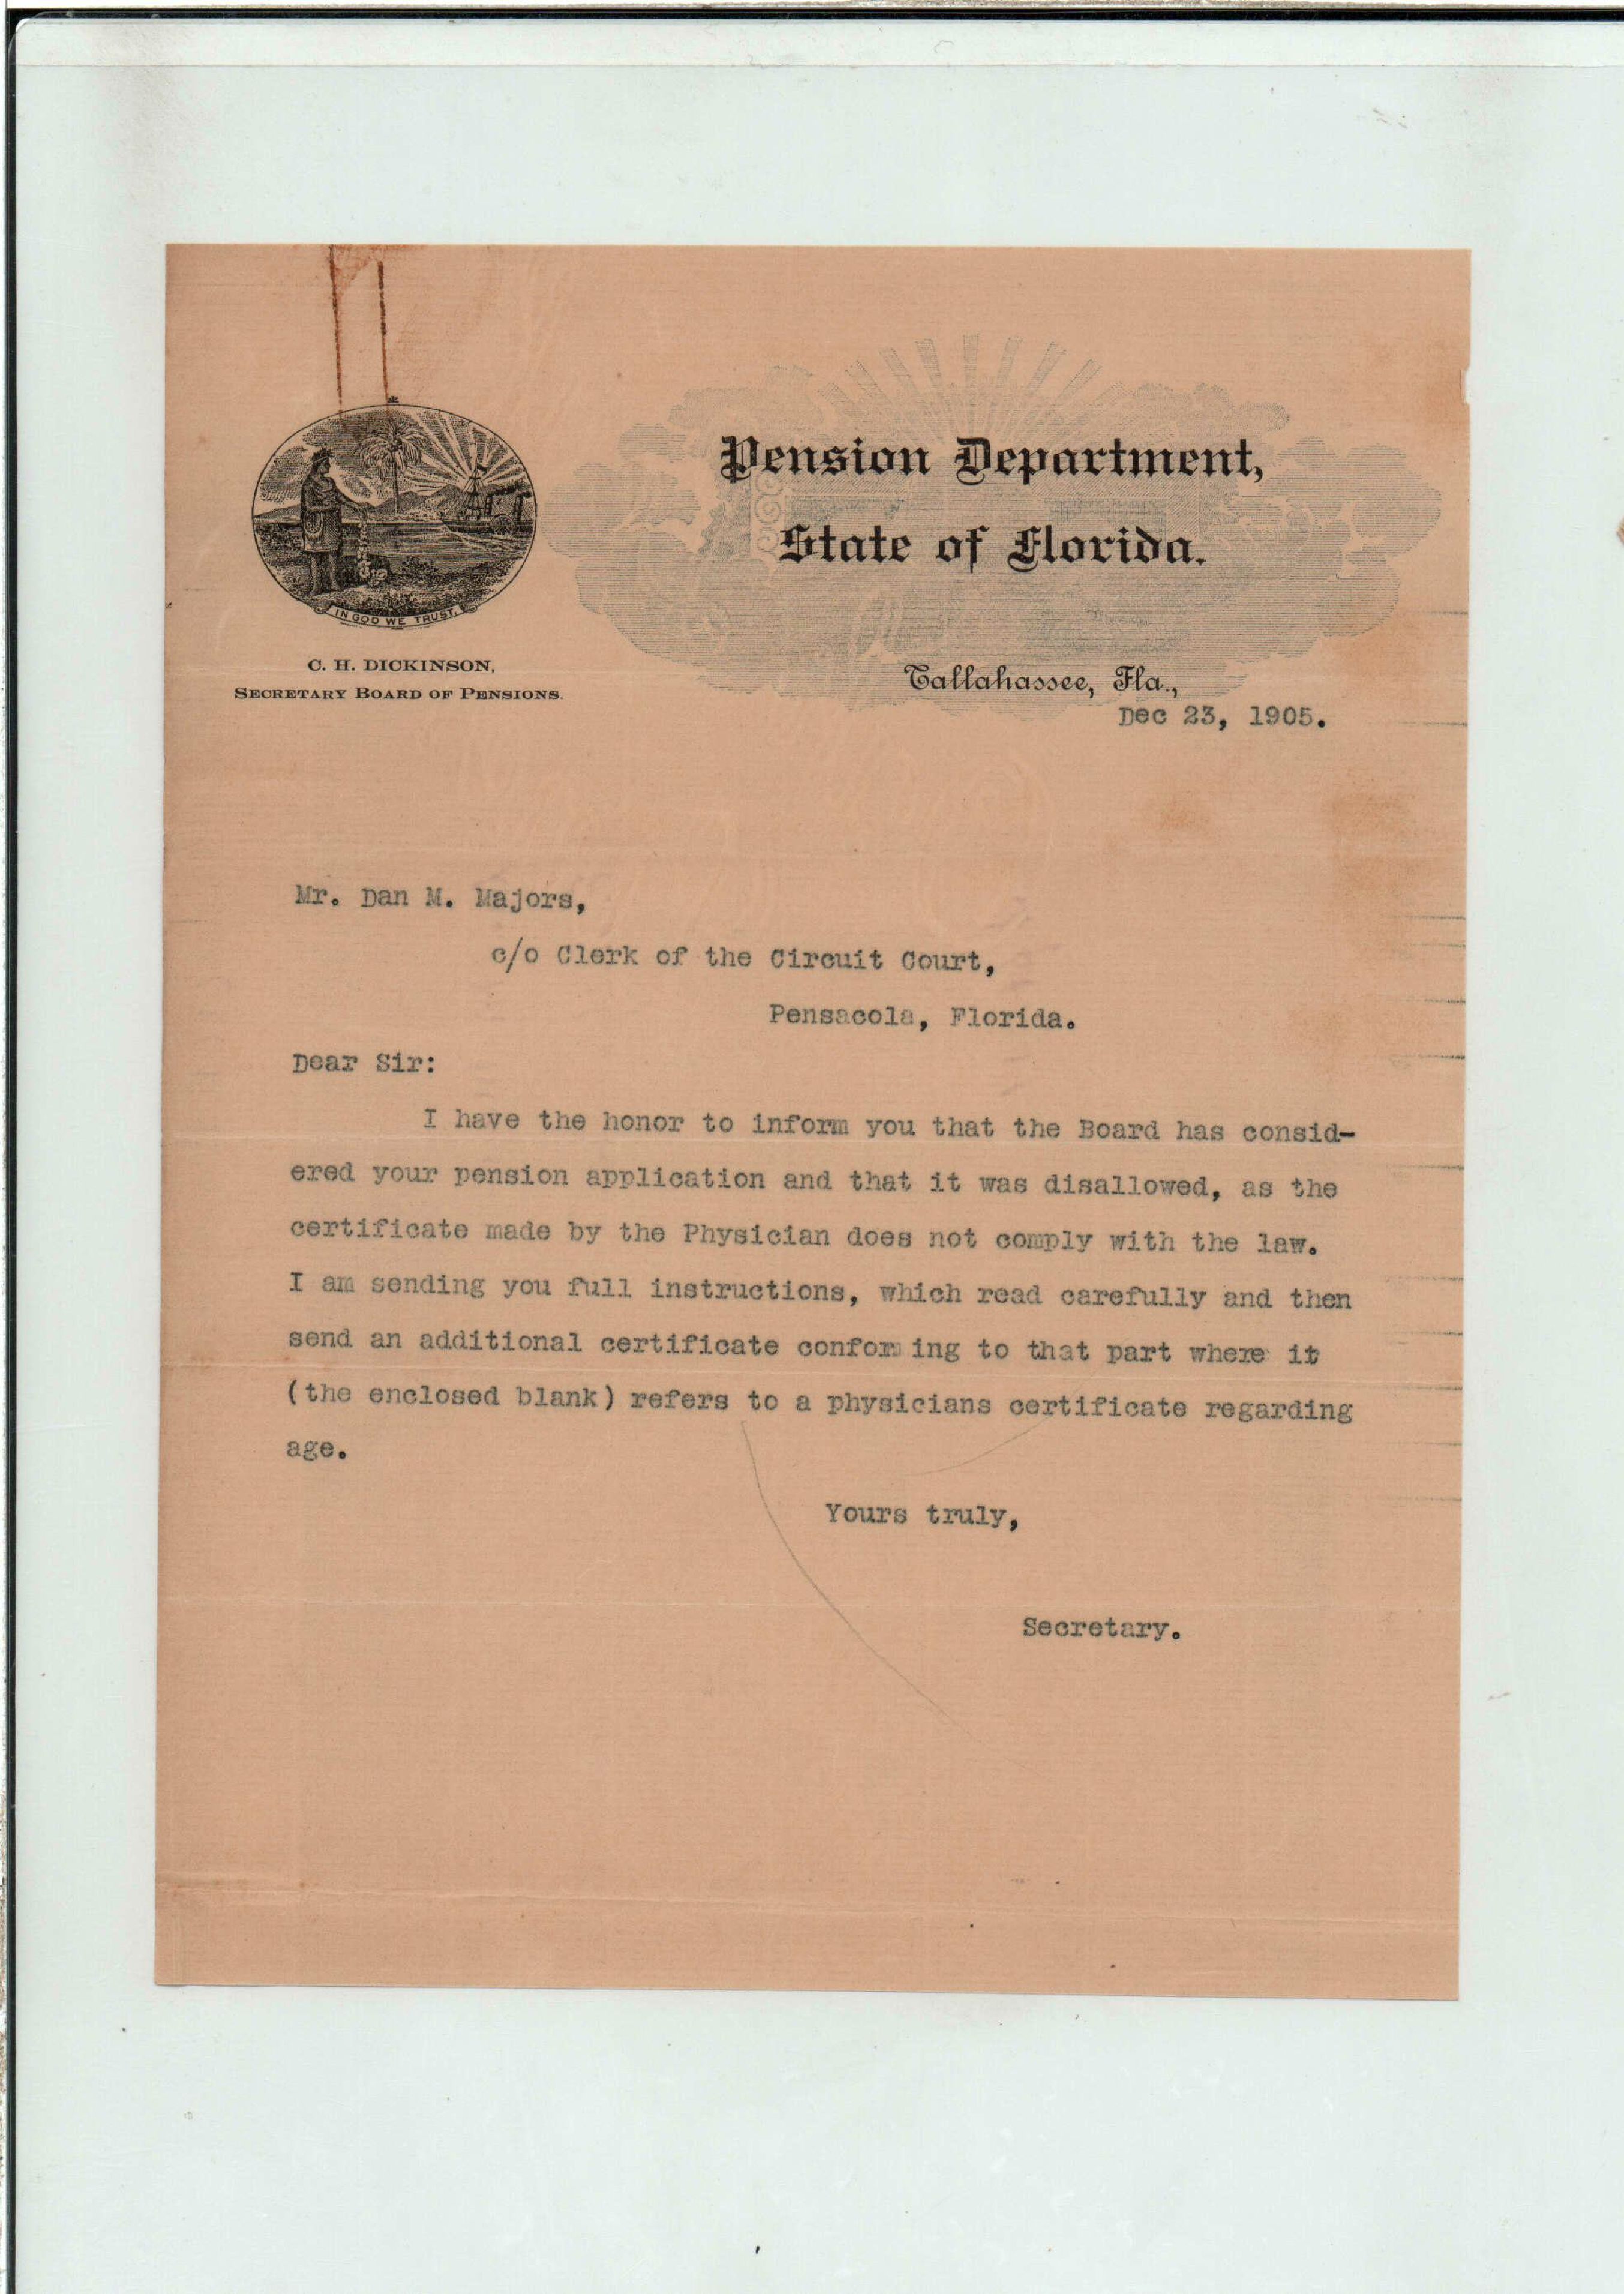 IN GOD WE TRUST.
C. H. DICKINSON,
SECRETARY BOARD OF PENSIONS.
Pension Department,
State of Florida.
Tallahassee, Fla.,
Dec 23, 1905.
Mr. Dan M. Majors,
c/o Clerk of the Circuit Court,
Pensacola, Florida.
Dear Sir:
I have the honor to inform you that the Board has consid-
ered your pension application and that it was disallowed, as the
certificate made by the Physician does not comply with the law.
I am sending you full instructions, which read carefully and then
send an additional certificate conforming to that part where it
(the enclosed blank) refers to a physicians certificate regarding
age.
Yours truly,
Secretary.